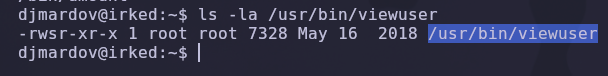 djmardov@irked:~$ ls -la /usr/bin/viewuser
-rwsr-xr-x 1 root root 7328 May 16  2018 /usr/bin/viewuser
djmardov@irked:~$